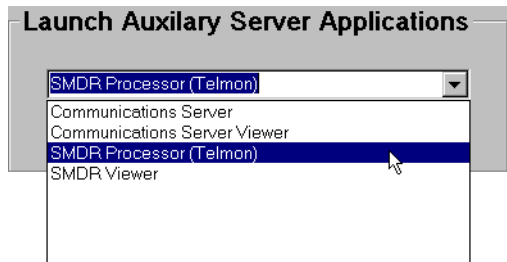 Launch Auxilary Server Applications
SMDR Processor (Telmon)
Communications Server
Communications Server Viewer
SMDR Processor (Telmon)
SMDR Viewer